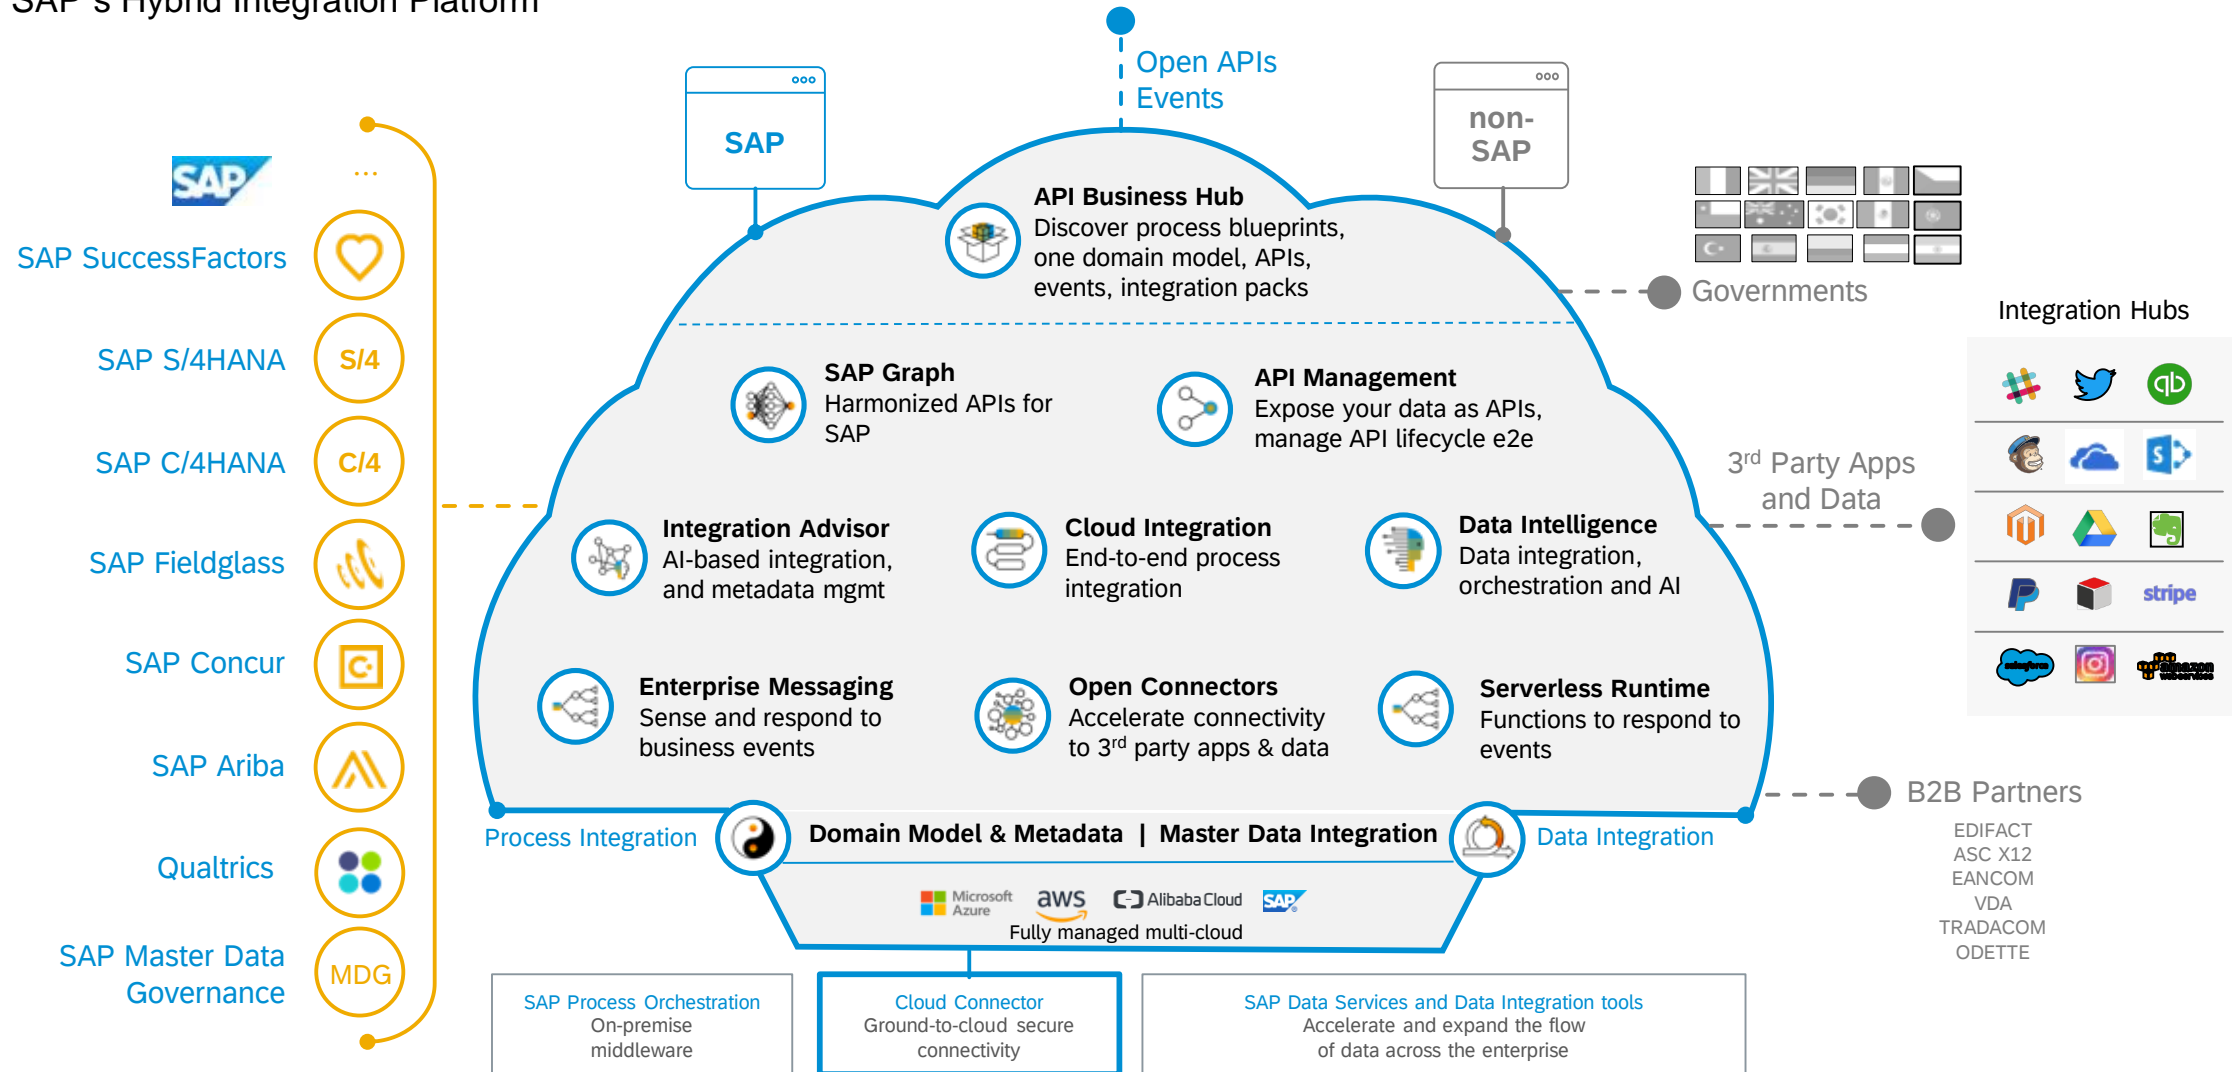 SAP's Hybrid Integration Platform
Open APIs
Events
SAP
non-
SAP
SAP
...
SAP SuccessFactors
SAP S/4HANA
S/4
SAP C/4HANA
C/4
SAP Fieldglass
SAP Concur
C
SAP Ariba
Qualtrics
SAP Master Data
Governance
MDG
API Business Hub
Discover process blueprints,
one domain model, APIs,
events, integration packs
SAP Graph
Harmonized APIs for
SAP
API Management
Expose your data as APIs,
manage API lifecycle e2e
Integration Advisor
AI-based integration,
and metadata mgmt
Cloud Integration
End-to-end process
integration
Data Intelligence
Data integration,
orchestration and AI
Enterprise Messaging
Sense and respond to
business events
Open Connectors
Accelerate connectivity
to 3rd party apps & data
Serverless Runtime
Functions to respond to
events
Process Integration
Domain Model & Metadata | Master Data Integration
Data Integration
Microsoft
Azure
aws
Alibaba Cloud
SAP
Fully managed multi-cloud
SAP Process Orchestration
On-premise
middleware
Cloud Connector
Ground-to-cloud secure
connectivity
SAP Data Services and Data Integration tools
Accelerate and expand the flow
of data across the enterprise
Governments
3rd Party Apps
and Data
Integration Hubs
qb
S
stripe
salesforce
amazon
webservices
B2B Partners
EDIFACT
ASC X12
EANCOM
VDA
TRADACOM
ODETTE